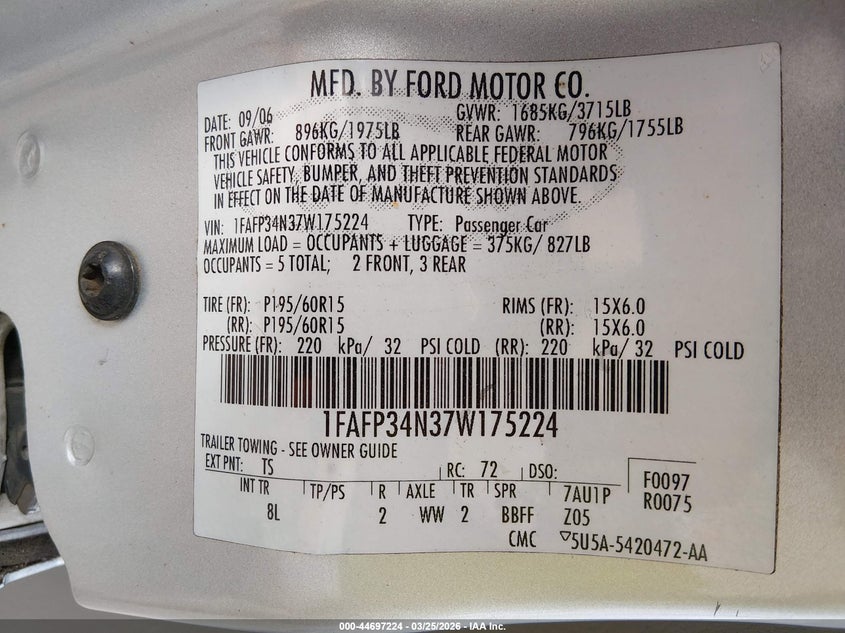 MFD. BY FORD MOTOR CO.
DATE: 09/06 GVWR: 1685KG/3715LB
FRONT GAWR: 896KG/1975LB REAR GAWR: 796KG/1755LB
THIS VEHICLE CONFORMS TO ALL APPLICABLE FEDERAL MOTOR
VEHICLE SAFETY, BUMPER, AND THEFT PREVENTION STANDARDS
IN EFFECT ON THE DATE OF MANUFACTURE SHOWN ABOVE.
VIN: 1FAFP34N37W175224 TYPE: Passenger Car
MAXIMUM LOAD = OCCUPANTS + LUGGAGE = 375KG/ 827LB
OCCUPANTS = 5 TOTAL; 2 FRONT, 3 REAR
TIRE (FR): P195/60R15 RIMS (FR): 15X6.0
(RR): P195/60R15 (RR): 15X6.0
PRESSURE (FR): 220 kPa/ 32 PSI COLD (RR): 220 kPa/ 32 PSI COLD
1FAFP34N37W175224
TRAILER TOWING - SEE OWNER GUIDE
EXT PNT: TS RC: 72 DSO: F0097
INT TR TP/PS R AXLE TR SPR 7AU1P R0075
8L 2 WW 2 BBFF Z05
CMC ▽5U5A-5420472-AA
000-44697224 | 03/25/2026 - IAA Inc.